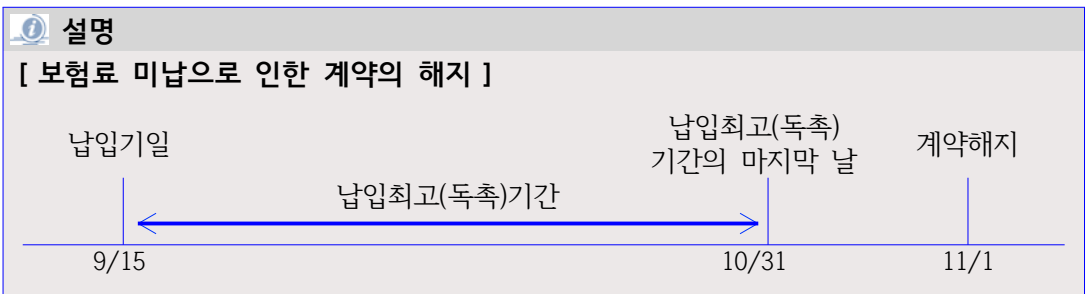 설명
[ 보험료 미납으로 인한 계약의 해지 ]
납입기일
납입최고(독촉)
기간의 마지막 날
계약해지
납입최고(독촉)기간
9/15
10/31
11/1